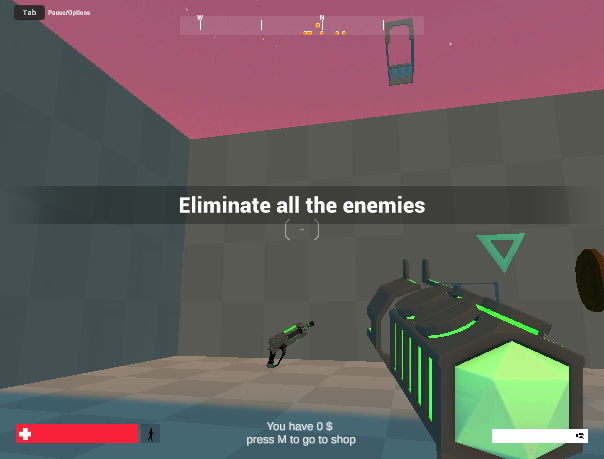 Tab Pause/Options
W N
Eliminate all the enemies
You have 0 $
press M to go to shop